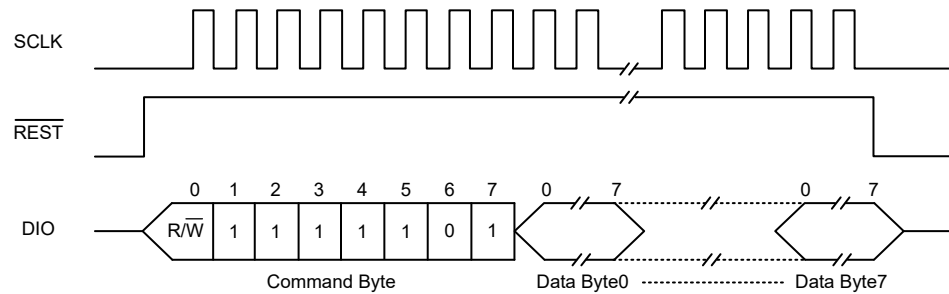 SCLK
REST
0 1 2 3 4 5 6 7 0 7 0 7
DIO
R/W 1 1 1 1 1 0 1
Command Byte Data Byte0 Data Byte7